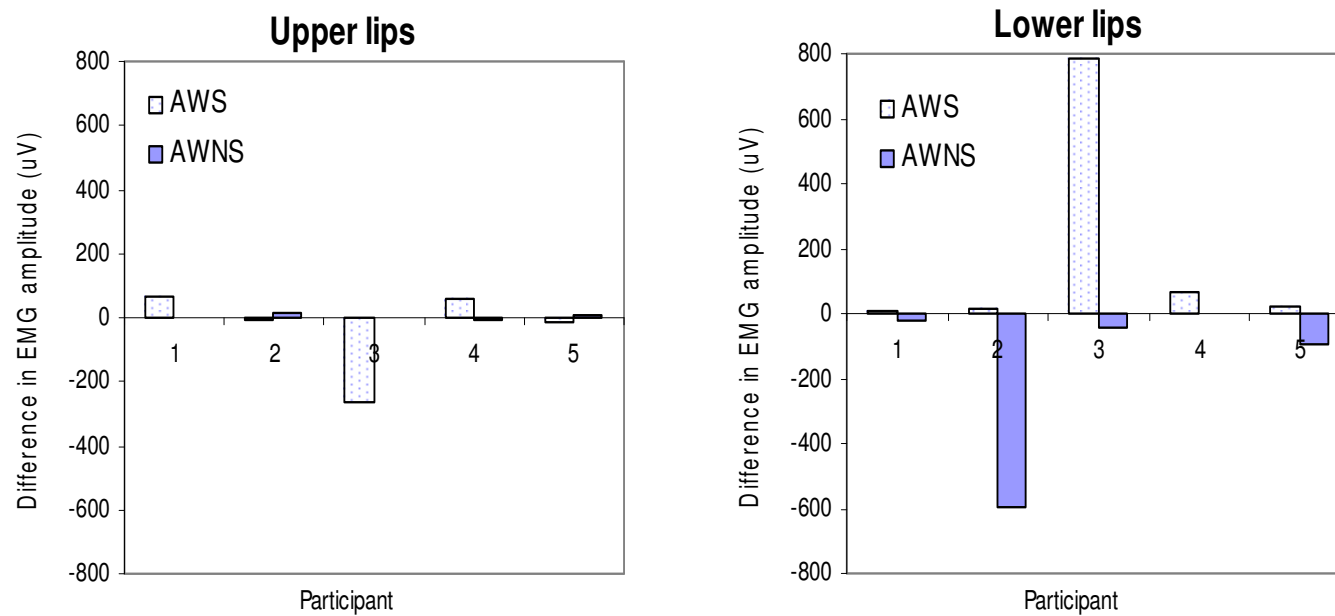 Upper lips
AWS
AWNS
Difference in EMG amplitude (uV)
800
600
400
200
0
-200
-400
-600
-800
1 2 3 4 5
Participant
Lower lips
AWS
AWNS
Difference in EMG amplitude (uV)
800
600
400
200
0
-200
-400
-600
-800
1 2 3 4 5
Participant